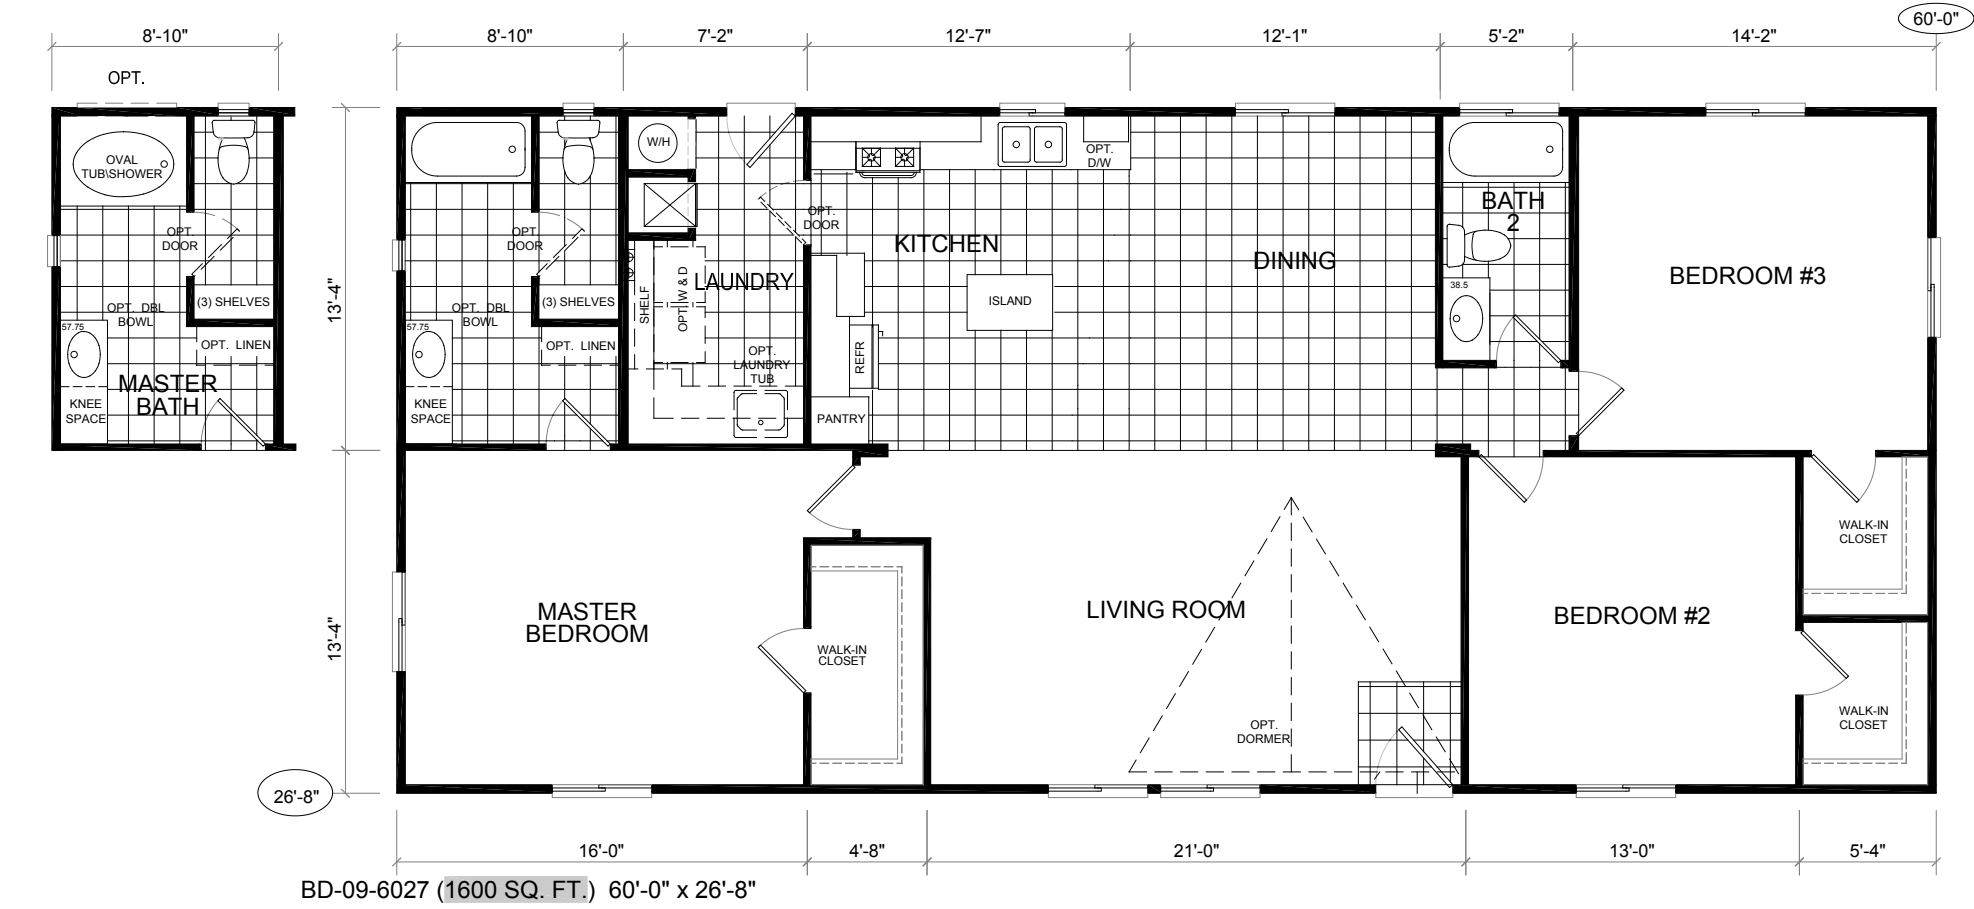 60'-0"
8'-10"
8'-10"
7'-2"
12'-7"
12'-1"
5'-2"
14'-2"
OPT.
OVAL
TUB\SHOWER
OPT.
DOOR
(3) SHELVES
OPT. DBL
BOWL
57.75
OPT. LINEN
MASTER
BATH
KNEE
SPACE
13'-4"
13'-4"
26'-8"
OPT.
DOOR
(3) SHELVES
OPT. DBL
BOWL
57.75
OPT. LINEN
KNEE
SPACE
W/H
SHELF
OPT. W & D
LAUNDRY
OPT.
LAUNDRY
TUB
OPT.
DOOR
KITCHEN
OPT.
D/W
ISLAND
REFR
PANTRY
DINING
BATH
2
38.5
BEDROOM #3
MASTER
BEDROOM
WALK-IN
CLOSET
LIVING ROOM
OPT.
DORMER
BEDROOM #2
WALK-IN
CLOSET
WALK-IN
CLOSET
16'-0"
4'-8"
21'-0"
13'-0"
5'-4"
BD-09-6027 (1600 SQ. FT.) 60'-0" x 26'-8"